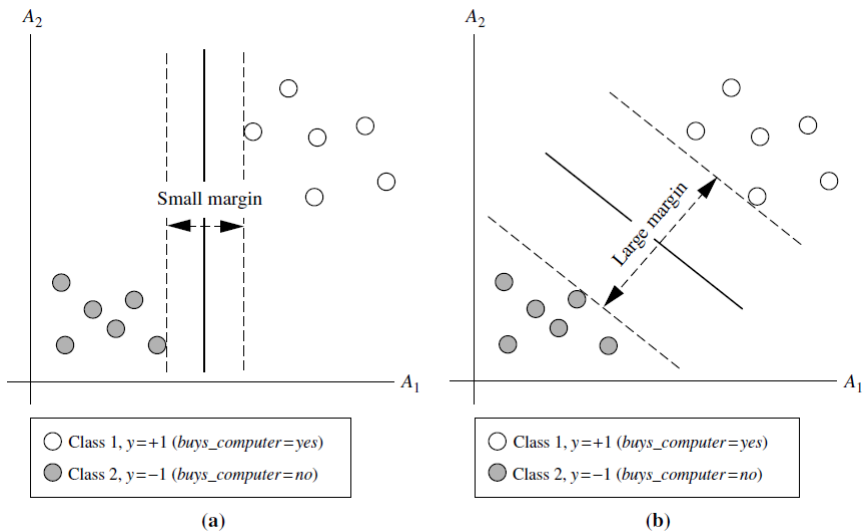 A2
Small margin
A1
Class 1, y=+1 (buys_computer=yes)
Class 2, y=−1 (buys_computer=no)
(a)
A2
Large margin
A1
Class 1, y=+1 (buys_computer=yes)
Class 2, y=−1 (buys_computer=no)
(b)